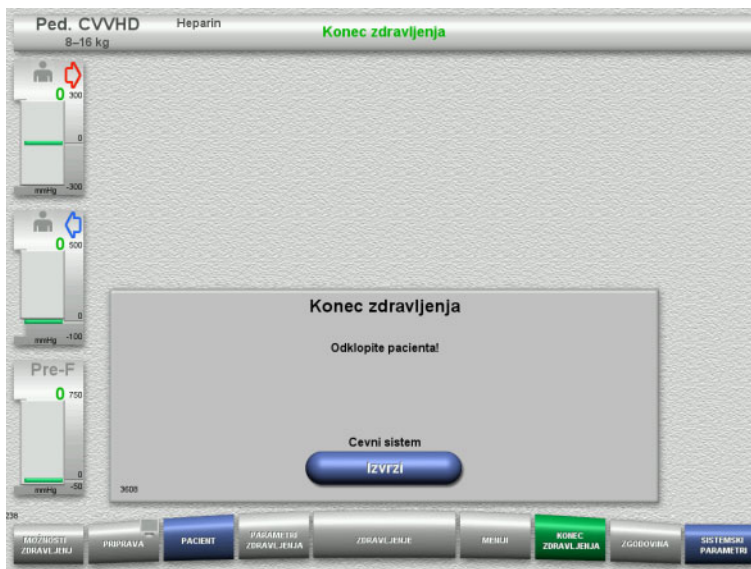 Ped. CVVHD
Heparin
Konec zdravljenja
8–16 kg
0
300
0
mmHg
-300
0
500
0
mmHg
-100
Pre-F
0
750
0
mmHg
-50
Konec zdravljenja
Odklopite pacienta!
Cevni sistem
Izvrzi
3608
238
MOŽNOSTI
ZDRAVLJENJ
PRIPRAVA
PACIENT
PARAMETRI
ZDRAVLJENJA
ZDRAVLJENJE
MENIJI
KONEC
ZDRAVLJENJA
ZGODOVINA
SISTEMSKI
PARAMETRI